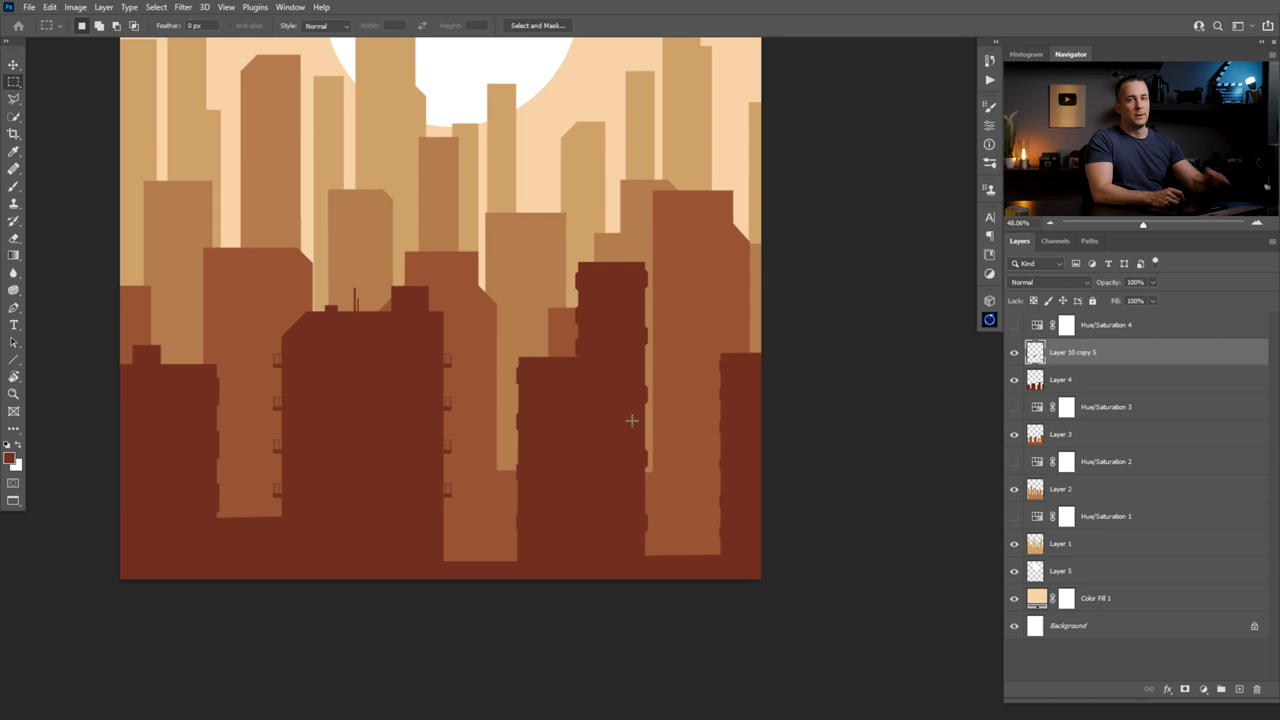 Ps File Edit Image Layer Type Select Filter 3D View Plugins Window Help
Feather: 0 px Anti-alias Style: Normal Width: Height: Select and Mask...
Histogram Navigator
48.06%
Layers Channels Paths
Kind
Normal Opacity: 100%
Lock: Fill: 100%
Hue/Saturation 4
Layer 10 copy 5
Layer 4
Hue/Saturation 3
Layer 3
Hue/Saturation 2
Layer 2
Hue/Saturation 1
Layer 1
Layer 5
Color Fill 1
Background